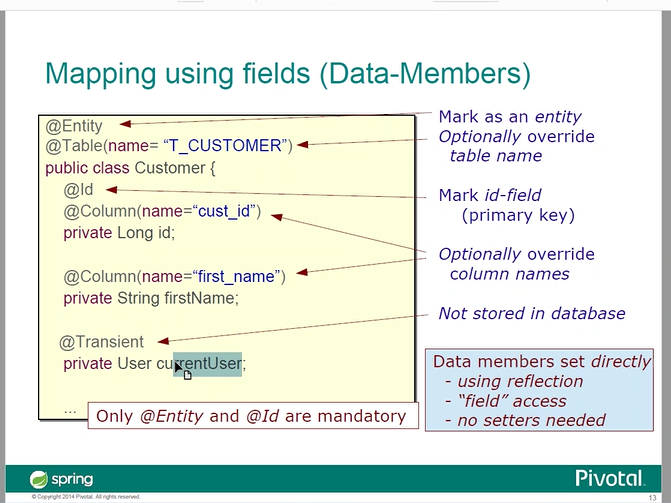 Mapping using fields (Data-Members)
@Entity
@Table(name= “T_CUSTOMER”)
public class Customer {
@Id
@Column(name=“cust_id”)
private Long id;
@Column(name=“first_name”)
private String firstName;
@Transient
private User currentUser;
...
Mark as an entity
Optionally override
table name
Mark id-field
(primary key)
Optionally override
column names
Not stored in database
Data members set directly
- using reflection
- “field” access
- no setters needed
Only @Entity and @Id are mandatory
spring
Pivotal.
© Copyright 2014 Pivotal. All rights reserved.
13